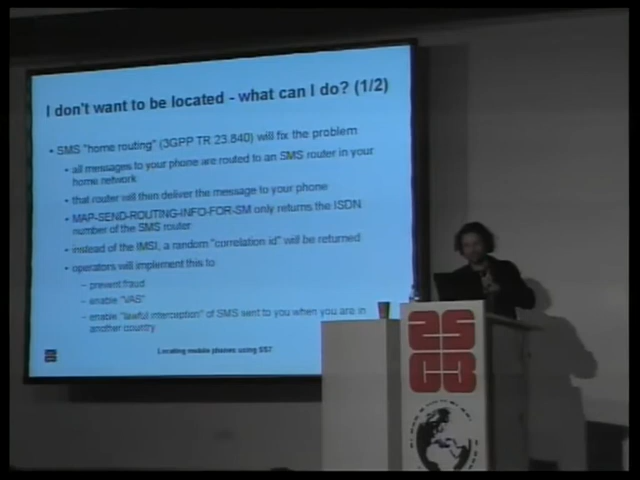 I don't want to be located - what can I do? (1/2)
• SMS "home routing" (3GPP TR 23.840) will fix the problem
• all messages to your phone are routed to an SMS router in your
home network
• that router will then deliver the message to your phone
• MAP-SEND-ROUTING-INFO-FOR-SM only returns the ISDN
number of the SMS router
• instead of the IMSI, a random "correlation id" will be returned
• operators will implement this to
– prevent fraud
– enable "VAS"
– enable "lawful interception" of SMS sent to you when you are in
another country
Locating mobile phones using SS7
25
C3